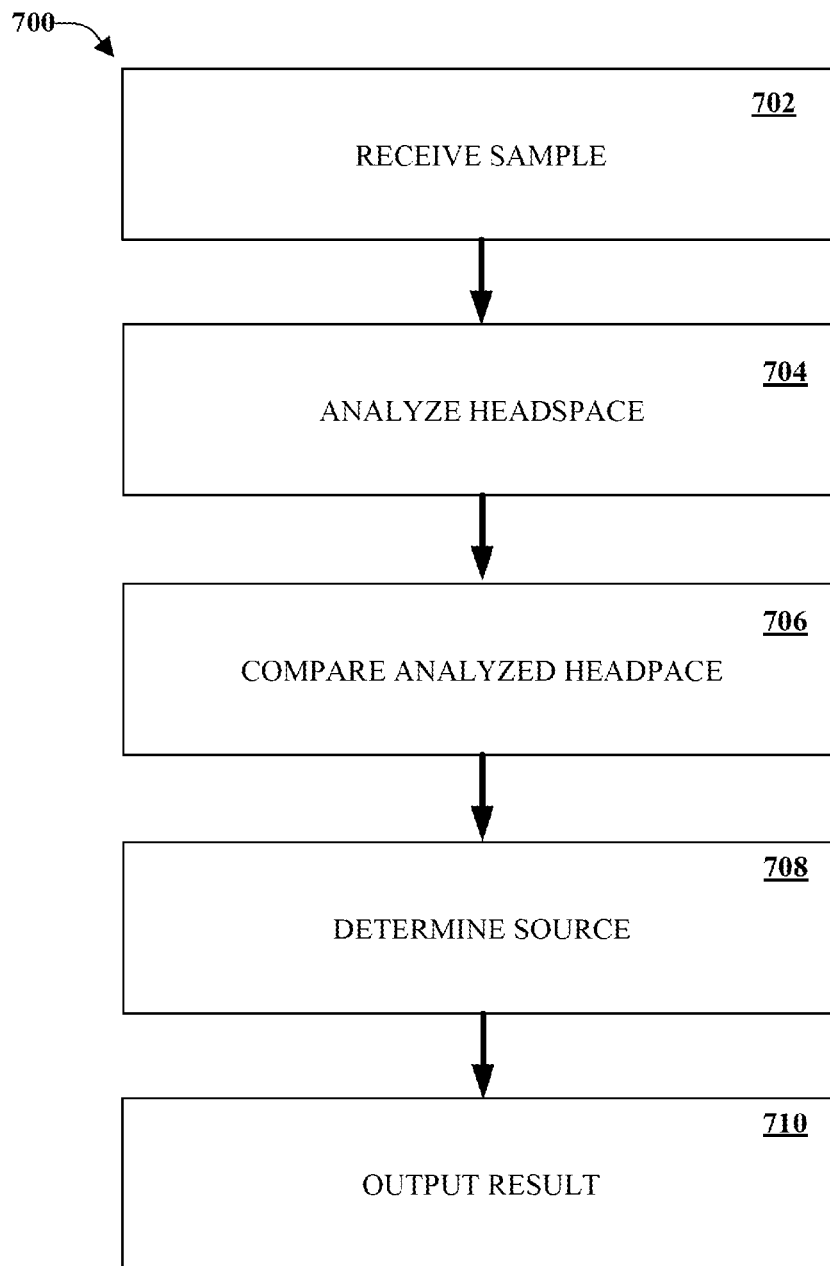 700
702
RECEIVE SAMPLE
704
ANALYZE HEADSPACE
706
COMPARE ANALYZED HEADPACE
708
DETERMINE SOURCE
710
OUTPUT RESULT